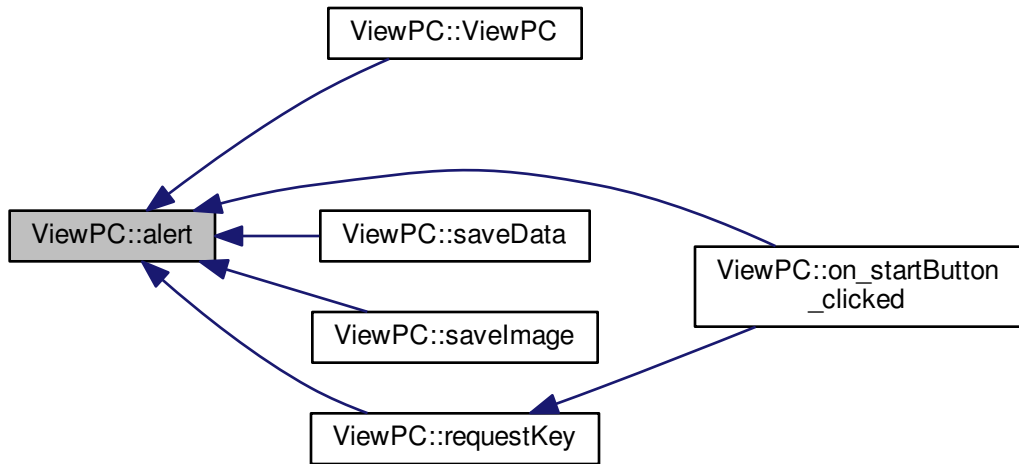 ViewPC::ViewPC
ViewPC::alert
ViewPC::saveData
ViewPC::on_startButton
_clicked
ViewPC::saveImage
ViewPC::requestKey